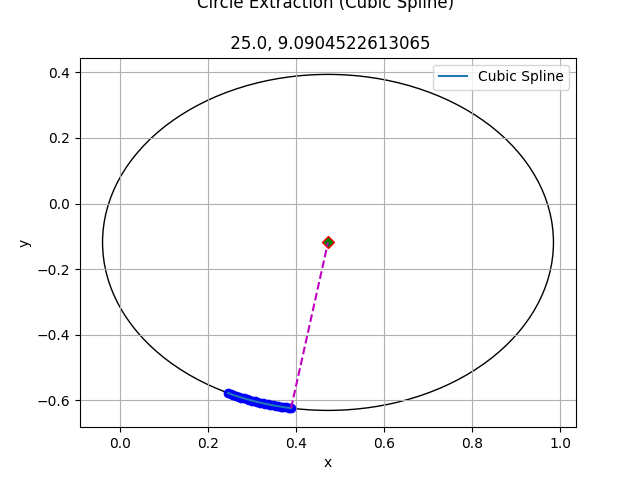 Circle Extraction (Cubic Spline)
25.0, 9.0904522613065
Cubic Spline
0.4
0.2
0.0
−0.2
−0.4
−0.6
y
0.0 0.2 0.4 0.6 0.8 1.0
x